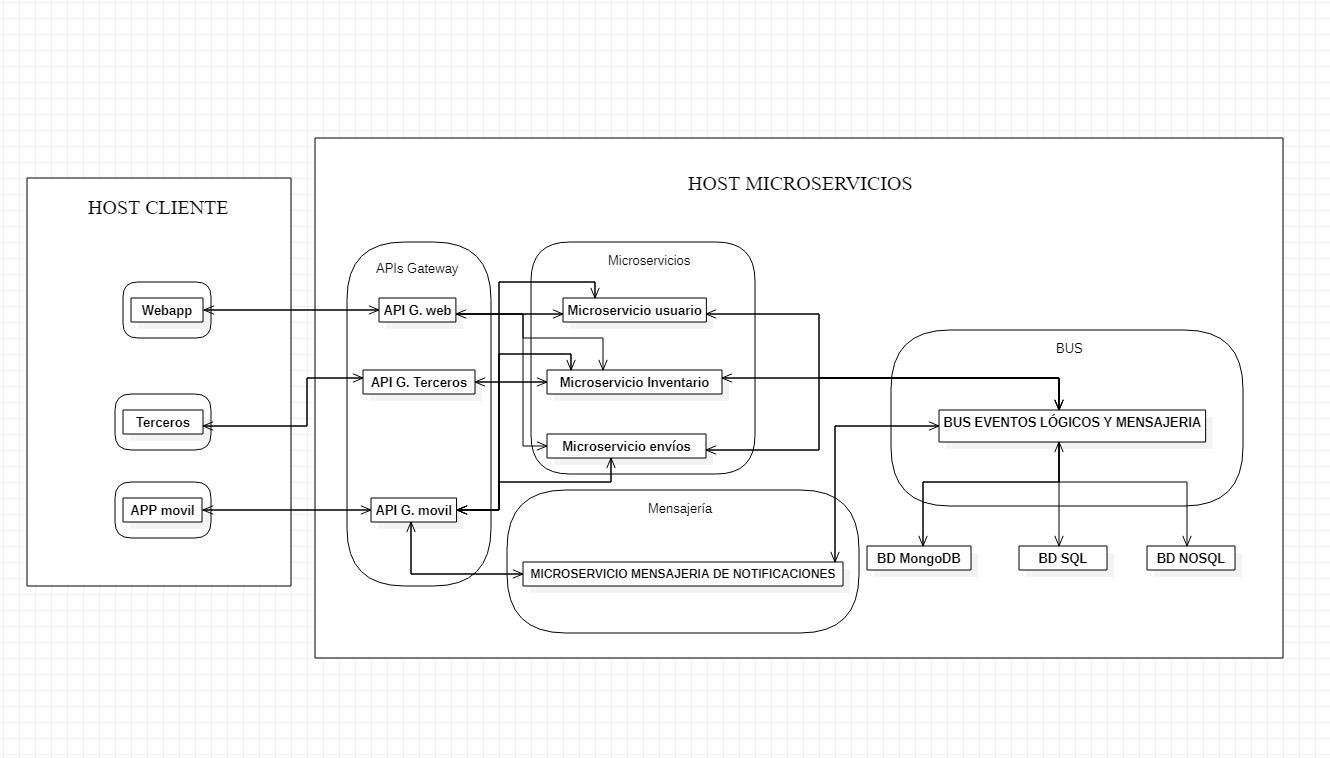 HOST MICROSERVICIOS
HOST CLIENTE
APIs Gateway
Microservicios
Webapp
API G. web
Microservicio usuario
BUS
API G. Terceros
Microservicio Inventario
Terceros
BUS EVENTOS LÓGICOS Y MENSAJERIA
Microservicio envíos
APP movil
API G. movil
Mensajería
BD MongoDB
BD SQL
BD NOSQL
MICROSERVICIO MENSAJERIA DE NOTIFICACIONES